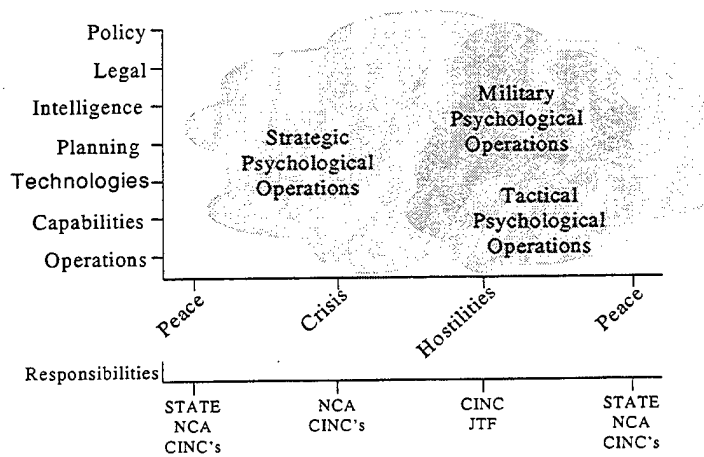 Policy
Legal
Intelligence
Planning
Technologies
Capabilities
Operations
Strategic
Psychological
Operations
Military
Psychological
Operations
Tactical
Psychological
Operations
Peace
Crisis
Hostilities
Peace
Responsibilities
STATE
NCA
CINC's
NCA
CINC's
CINC
JTF
STATE
NCA
CINC's